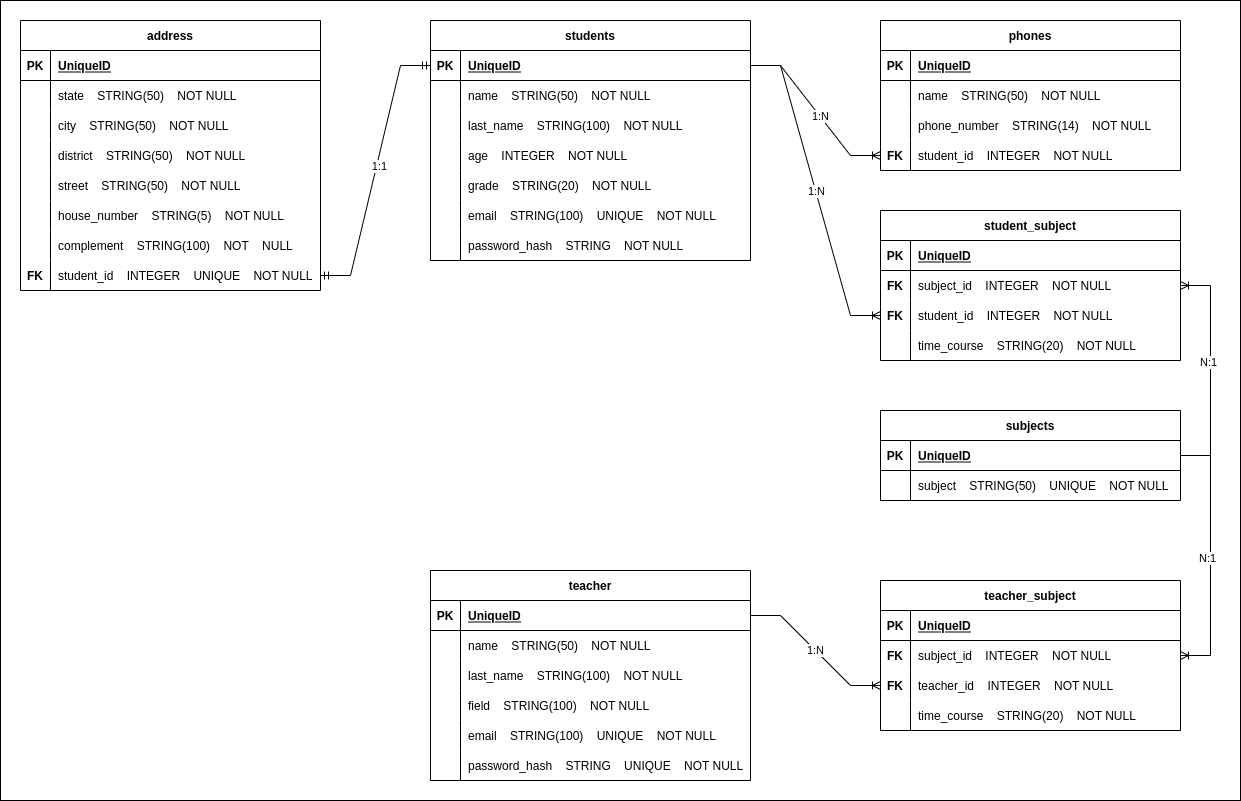 address
PK UniqueID
state STRING(50) NOT NULL
city STRING(50) NOT NULL
district STRING(50) NOT NULL
street STRING(50) NOT NULL
house_number STRING(5) NOT NULL
complement STRING(100) NOT NULL
FK student_id INTEGER UNIQUE NOT NULL
1:1
students
PK UniqueID
name STRING(50) NOT NULL
last_name STRING(100) NOT NULL
age INTEGER NOT NULL
grade STRING(20) NOT NULL
email STRING(100) UNIQUE NOT NULL
password_hash STRING NOT NULL
1:N
1:N
phones
PK UniqueID
name STRING(50) NOT NULL
phone_number STRING(14) NOT NULL
FK student_id INTEGER NOT NULL
student_subject
PK UniqueID
FK subject_id INTEGER NOT NULL
FK student_id INTEGER NOT NULL
time_course STRING(20) NOT NULL
N:1
subjects
PK UniqueID
subject STRING(50) UNIQUE NOT NULL
N:1
teacher
PK UniqueID
name STRING(50) NOT NULL
last_name STRING(100) NOT NULL
field STRING(100) NOT NULL
email STRING(100) UNIQUE NOT NULL
password_hash STRING UNIQUE NOT NULL
1:N
teacher_subject
PK UniqueID
FK subject_id INTEGER NOT NULL
FK teacher_id INTEGER NOT NULL
time_course STRING(20) NOT NULL